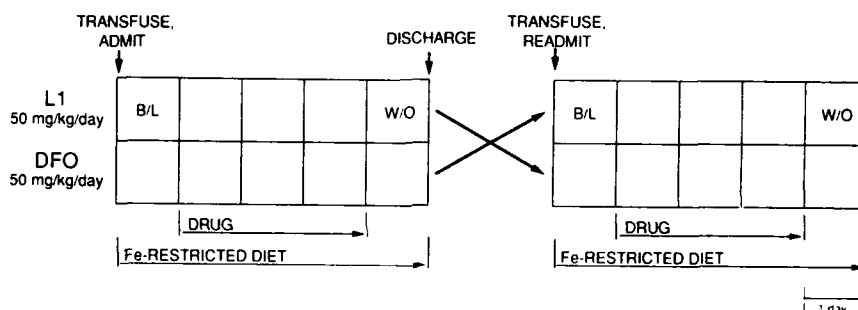 TRANSFUSE,
ADMIT
DISCHARGE
TRANSFUSE,
READMIT
L1
50 mg/kg/day
B/L
W/O
B/L
W/O
DFO
50 mg/kg/day
DRUG
DRUG
Fe-RESTRICTED DIET
Fe-RESTRICTED DIET